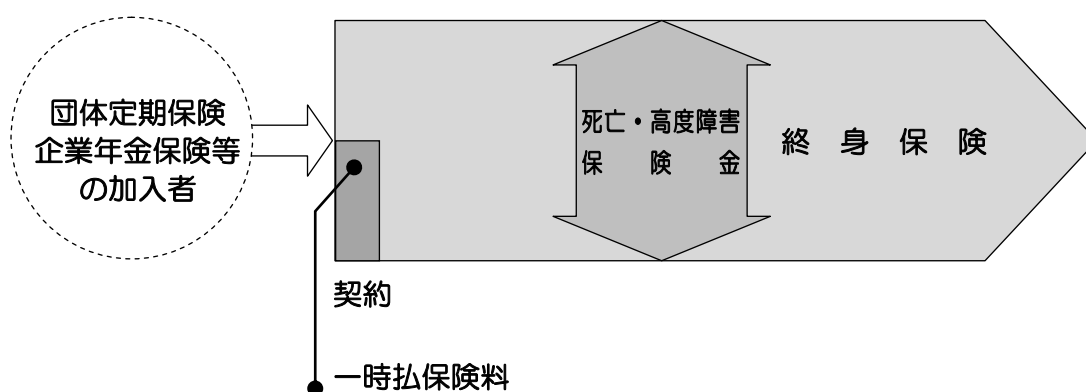 団体定期保険
企業年金保険等
の加入者
死亡・高度障害
保険金
終身保険
契約
一時払保険料